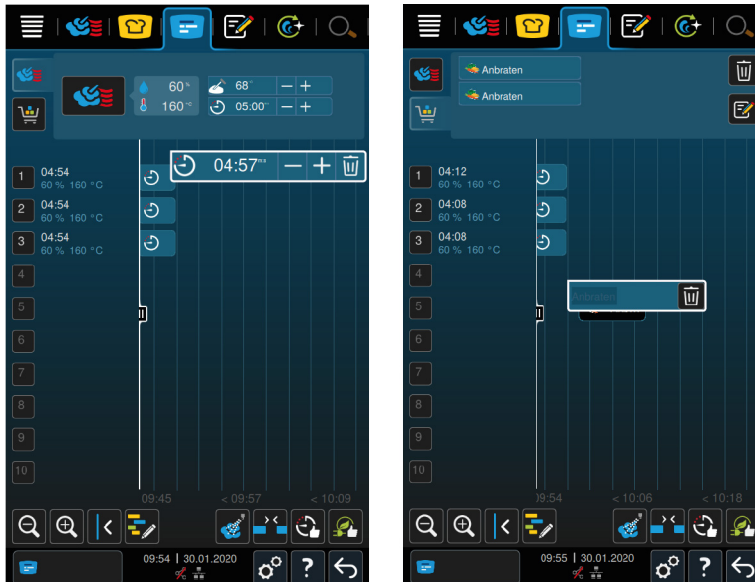 60 %
160 °C
68°
05:00
04:57 ms
1 04:54
60 % 160 °C
2 04:54
60 % 160 °C
3 04:54
60 % 160 °C
4
5
6
7
8
9
10
09:45 < 09:57 < 10:09
09:54 | 30.01.2020
?
Anbraten
Anbraten
1 04:12
60 % 160 °C
2 04:08
60 % 160 °C
3 04:08
60 % 160 °C
4
Anbraten
5
6
7
8
9
10
09:54 < 10:06 < 10:18
09:55 | 30.01.2020
?